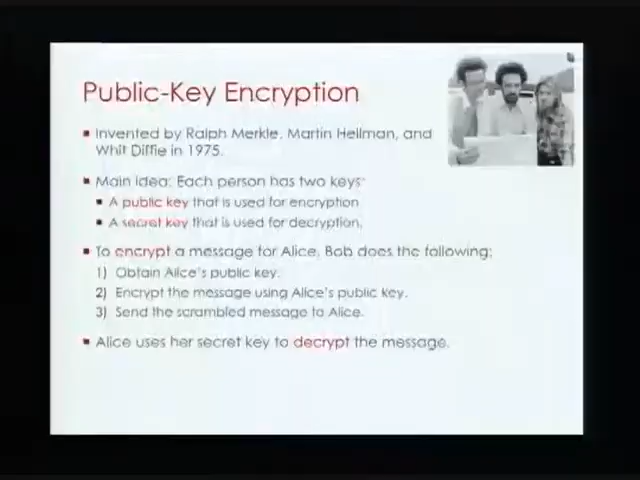 Public-Key Encryption
Invented by Ralph Merkle, Martin Hellman, and
Whit Diffie in 1975.
Main idea: Each person has two keys:
A public key that is used for encryption
A secret key that is used for decryption.
To encrypt a message for Alice, Bob does the following:
1) Obtain Alice's public key.
2) Encrypt the message using Alice's public key.
3) Send the scrambled message to Alice.
Alice uses her secret key to decrypt the message.